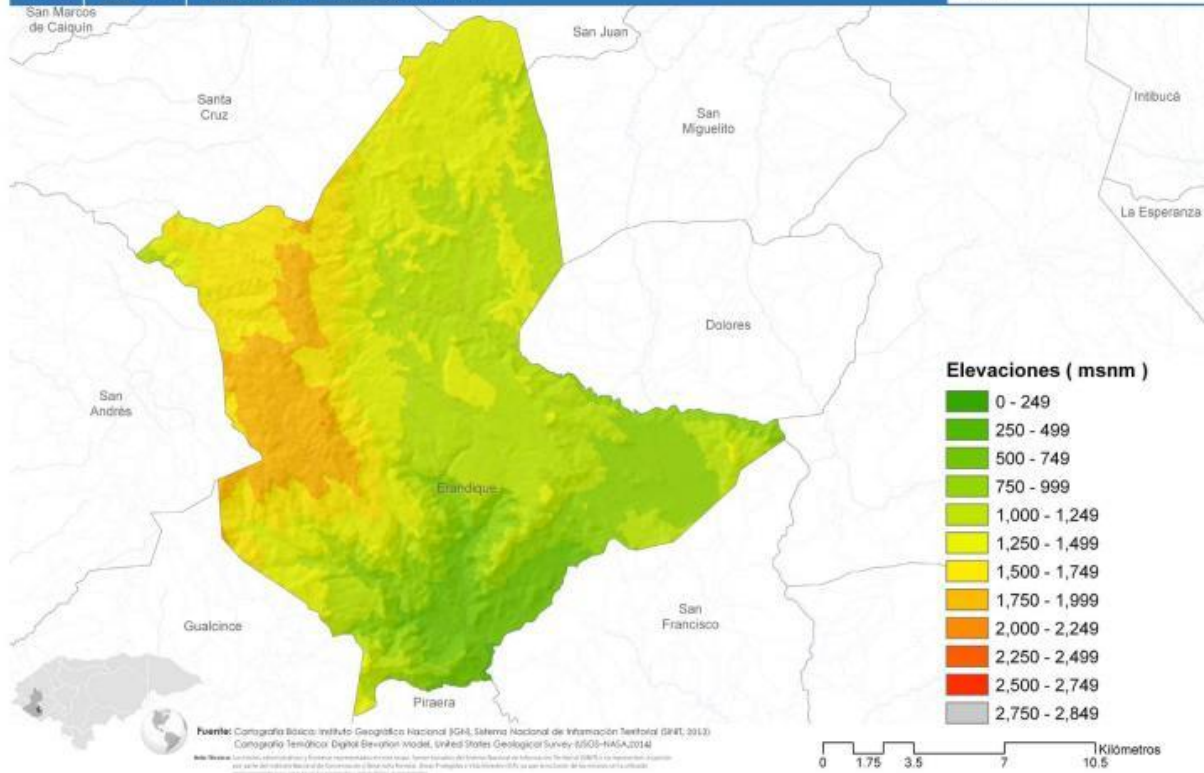 San Marcos
de Caiquín
San Juan
Santa
Cruz
San
Miguelito
Intibucá
La Esperanza
Dolores
San
Andrés
Erandique
Gualcince
San
Francisco
Piraera
Elevaciones ( msnm )
0 - 249
250 - 499
500 - 749
750 - 999
1,000 - 1,249
1,250 - 1,499
1,500 - 1,749
1,750 - 1,999
2,000 - 2,249
2,250 - 2,499
2,500 - 2,749
2,750 - 2,849
Fuente: Cartografía Básica: Instituto Geográfico Nacional (IGN), Sistema Nacional de Información Territorial (SINIT, 2013)
Cartografía Temática: Digital Elevation Model, United States Geological Survey (USGS-NASA,2014)
Kilómetros
0 1.75 3.5 7 10.5